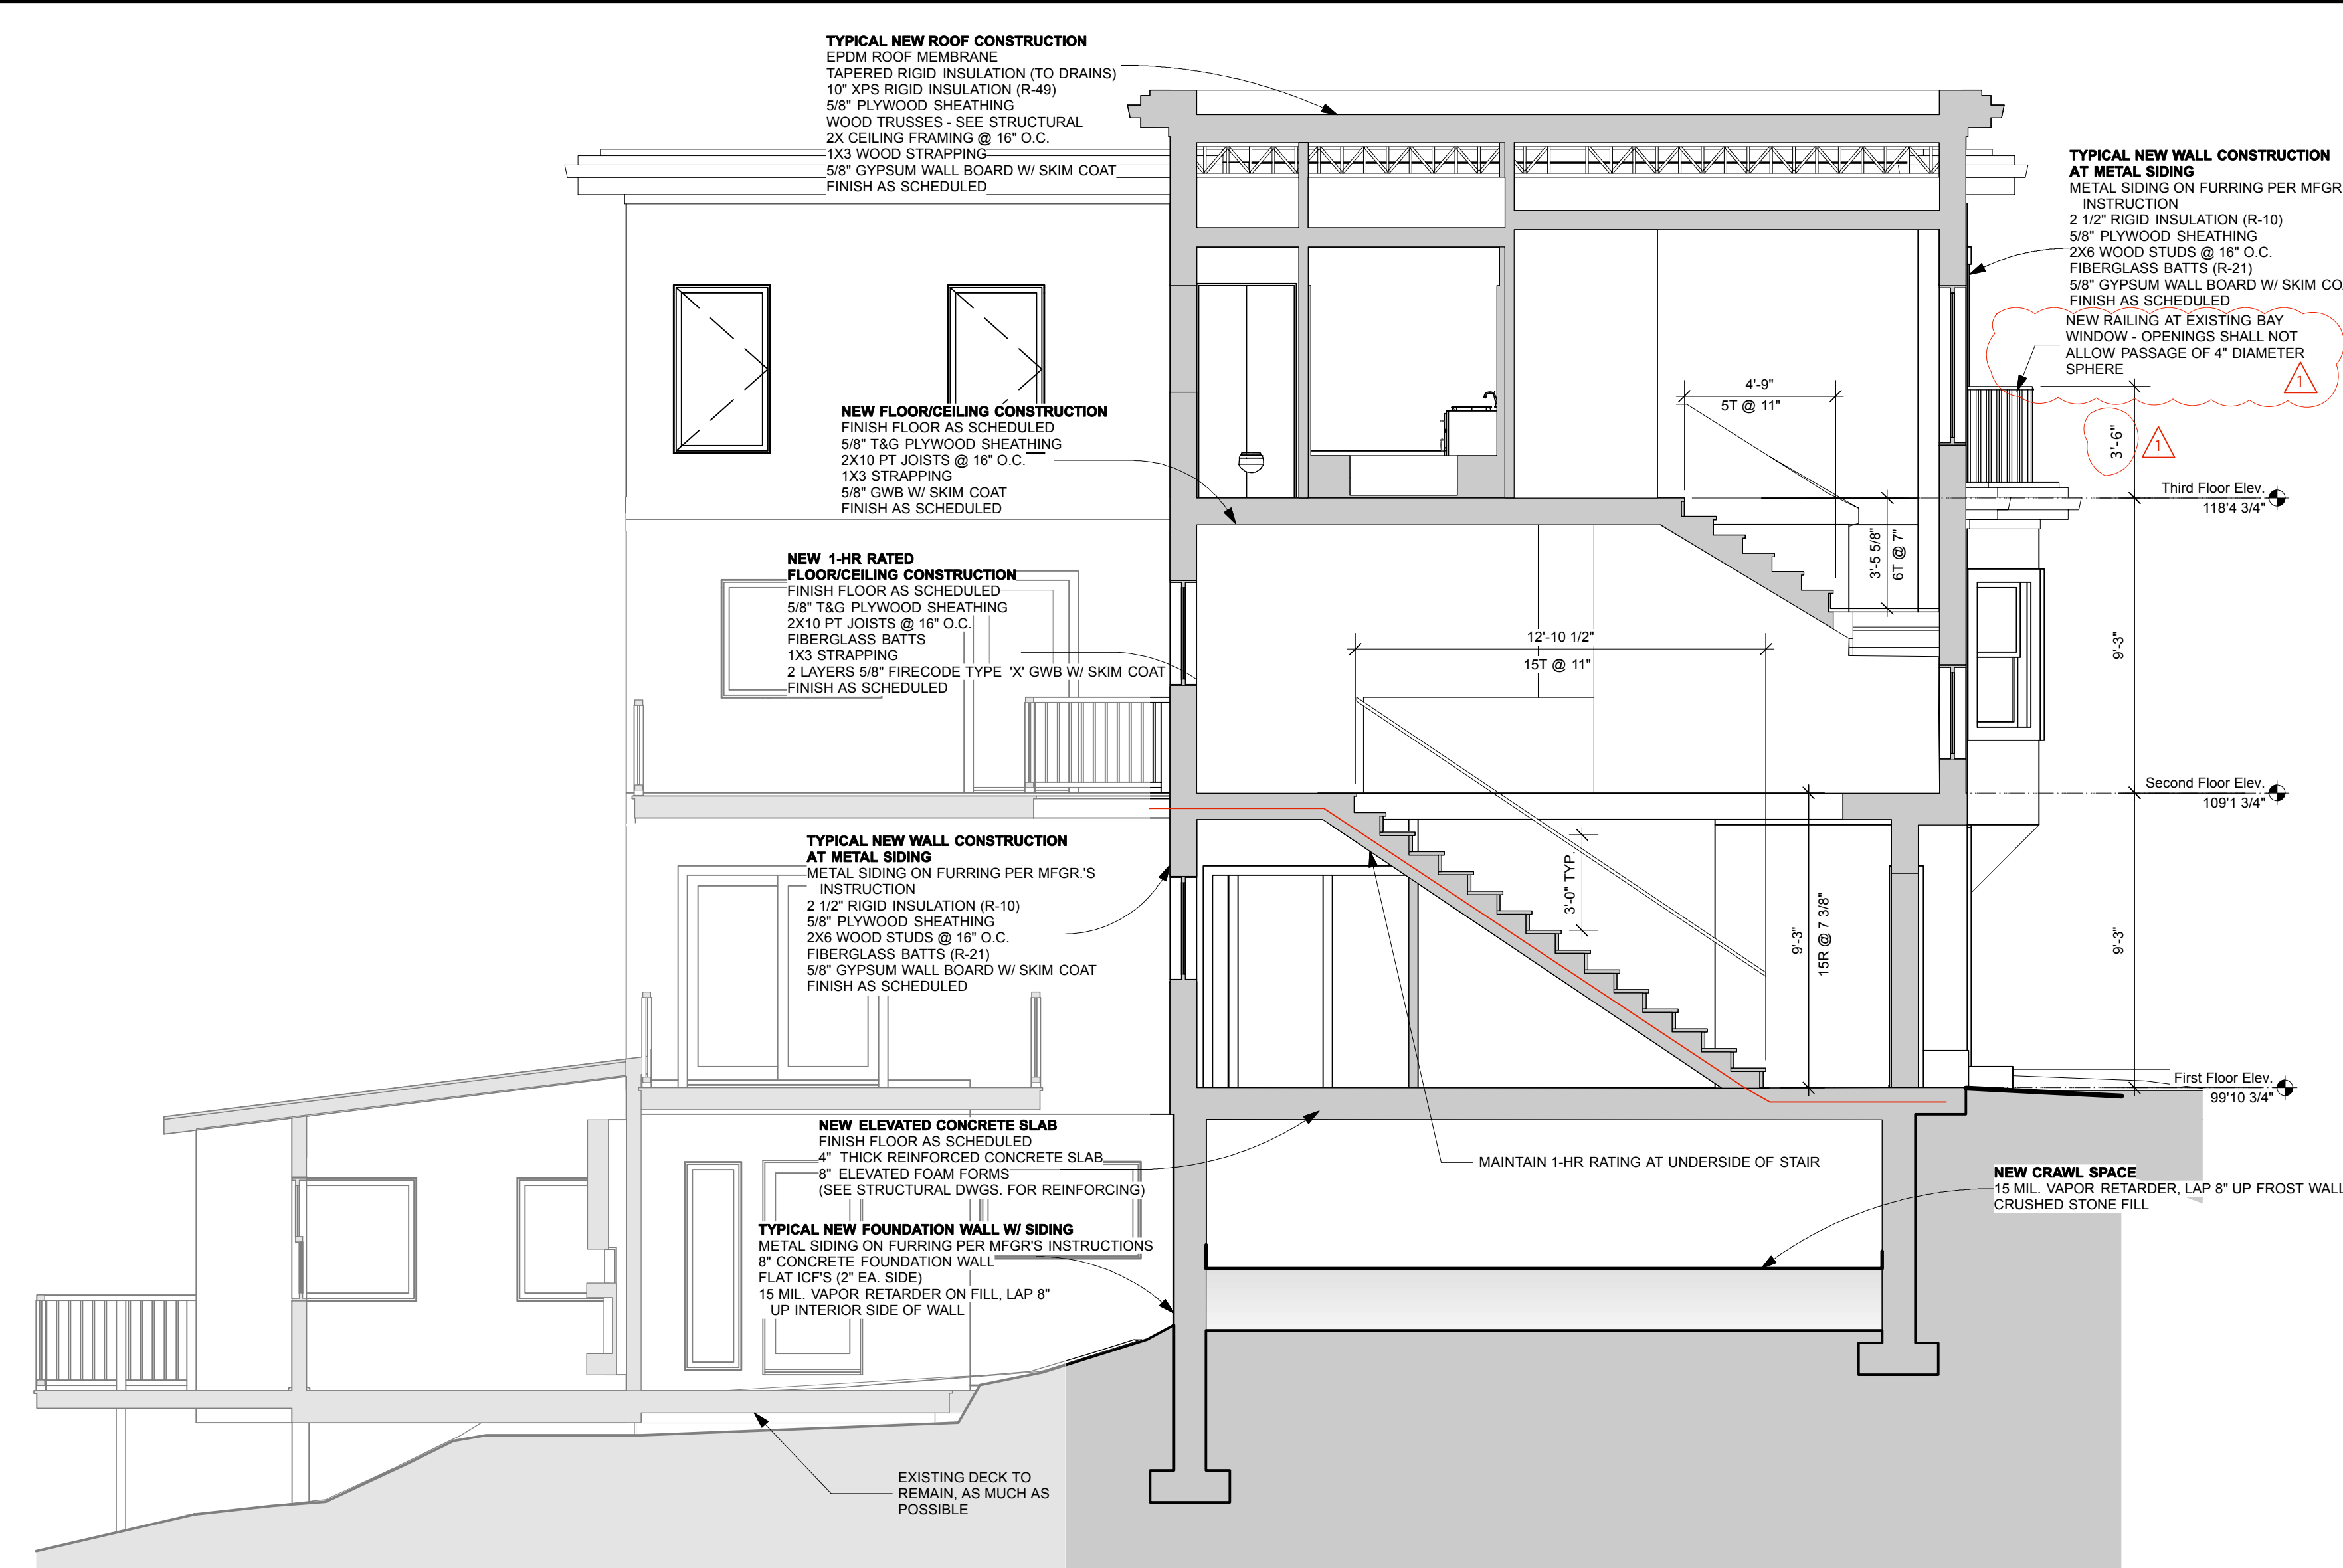 TYPICAL NEW ROOF CONSTRUCTION
EPDM ROOF MEMBRANE
TAPERED RIGID INSULATION (TO DRAINS)
10" XPS RIGID INSULATION (R-49)
5/8" PLYWOOD SHEATHING
WOOD TRUSSES - SEE STRUCTURAL
2X CEILING FRAMING @ 16" O.C.
1X3 WOOD STRAPPING
5/8" GYPSUM WALL BOARD W/ SKIM COAT
FINISH AS SCHEDULED
TYPICAL NEW WALL CONSTRUCTION
AT METAL SIDING
METAL SIDING ON FURRING PER MFGR
INSTRUCTION
2 1/2" RIGID INSULATION (R-10)
5/8" PLYWOOD SHEATHING
2X6 WOOD STUDS @ 16" O.C.
FIBERGLASS BATTS (R-21)
5/8" GYPSUM WALL BOARD W/ SKIM CO
FINISH AS SCHEDULED
NEW RAILING AT EXISTING BAY
WINDOW - OPENINGS SHALL NOT
ALLOW PASSAGE OF 4" DIAMETER
SPHERE
1
4'-9"
5T @ 11"
3'-6"
1
NEW FLOOR/CEILING CONSTRUCTION
FINISH FLOOR AS SCHEDULED
5/8" T&G PLYWOOD SHEATHING
2X10 PT JOISTS @ 16" O.C.
1X3 STRAPPING
5/8" GWB W/ SKIM COAT
FINISH AS SCHEDULED
Third Floor Elev.
118'4 3/4"
3'-5 5/8"
6T @ 7"
NEW 1-HR RATED
FLOOR/CEILING CONSTRUCTION
FINISH FLOOR AS SCHEDULED
5/8" T&G PLYWOOD SHEATHING
2X10 PT JOISTS @ 16" O.C.
FIBERGLASS BATTS
1X3 STRAPPING
2 LAYERS 5/8" FIRECODE TYPE 'X' GWB W/ SKIM COAT
FINISH AS SCHEDULED
12'-10 1/2"
15T @ 11"
9'-3"
Second Floor Elev.
109'1 3/4"
TYPICAL NEW WALL CONSTRUCTION
AT METAL SIDING
METAL SIDING ON FURRING PER MFGR.'S
INSTRUCTION
2 1/2" RIGID INSULATION (R-10)
5/8" PLYWOOD SHEATHING
2X6 WOOD STUDS @ 16" O.C.
FIBERGLASS BATTS (R-21)
5/8" GYPSUM WALL BOARD W/ SKIM COAT
FINISH AS SCHEDULED
3'-0" TYP.
9'-3"
15R @ 7 3/8"
9'-3"
First Floor Elev.
99'10 3/4"
NEW ELEVATED CONCRETE SLAB
FINISH FLOOR AS SCHEDULED
4" THICK REINFORCED CONCRETE SLAB
8" ELEVATED FOAM FORMS
(SEE STRUCTURAL DWGS. FOR REINFORCING)
MAINTAIN 1-HR RATING AT UNDERSIDE OF STAIR
NEW CRAWL SPACE
15 MIL. VAPOR RETARDER, LAP 8" UP FROST WALL
CRUSHED STONE FILL
TYPICAL NEW FOUNDATION WALL W/ SIDING
METAL SIDING ON FURRING PER MFGR'S INSTRUCTIONS
8" CONCRETE FOUNDATION WALL
FLAT ICF'S (2" EA. SIDE)
15 MIL. VAPOR RETARDER ON FILL, LAP 8"
UP INTERIOR SIDE OF WALL
EXISTING DECK TO
REMAIN, AS MUCH AS
POSSIBLE